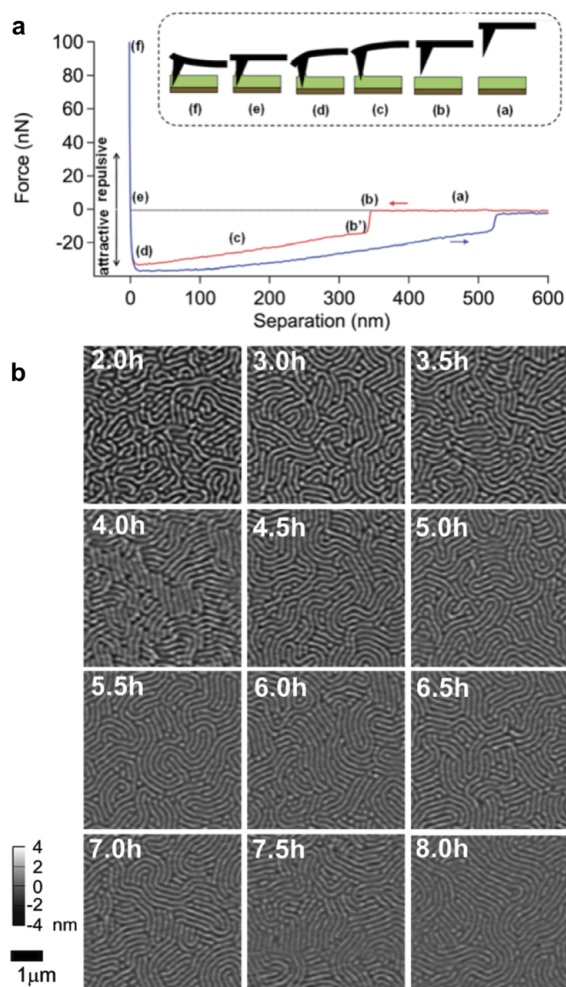 a
100
80
60
40
20
0
-20
Force (nN)
attractive repulsive
(f)
(e)
(d)
(c)
(b')
(b)
(a)
(f) (e) (d) (c) (b) (a)
0 100 200 300 400 500 600
Separation (nm)
b
2.0h 3.0h 3.5h
4.0h 4.5h 5.0h
5.5h 6.0h 6.5h
7.0h 7.5h 8.0h
4
2
0
-2
-4 nm
1μm